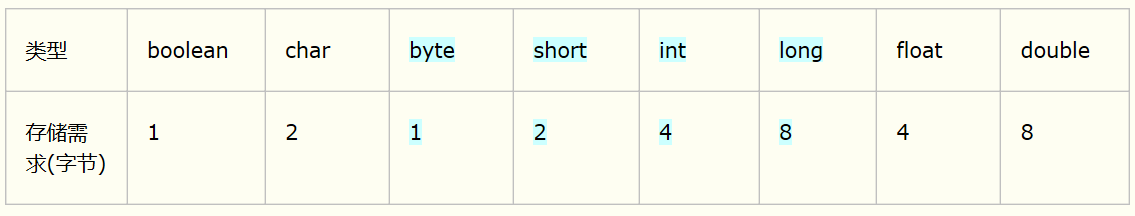 类型 boolean char byte short int long float double
存储需 1 2 1 2 4 8 4 8
求(字节)